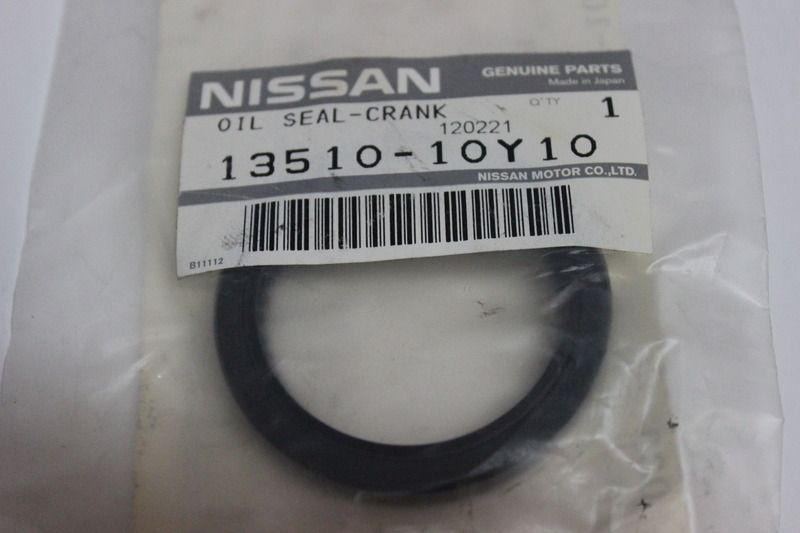 NISSAN
GENUINE PARTS
Made in Japan
OIL SEAL-CRANK
Q'TY 1
120221
13510-10Y10
NISSAN MOTOR CO.,LTD.
B11112